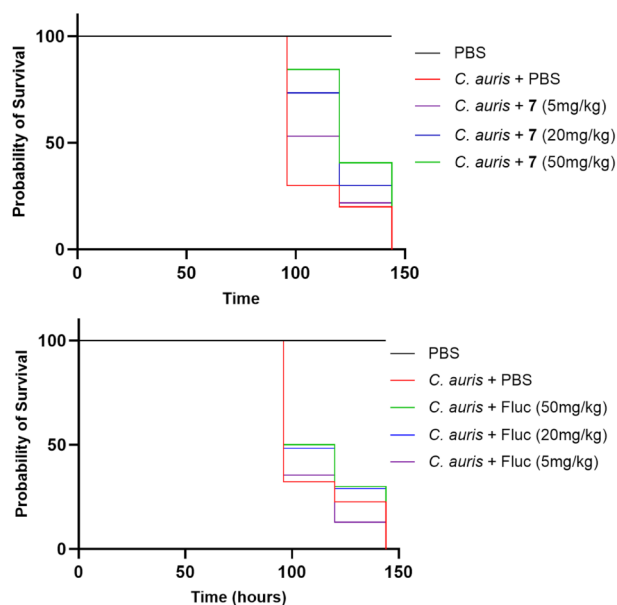 Probability of Survival
100
50
0
0
50
100
150
Time
PBS
C. auris + PBS
C. auris + 7 (5mg/kg)
C. auris + 7 (20mg/kg)
C. auris + 7 (50mg/kg)
Probability of Survival
100
50
0
0
50
100
150
Time (hours)
PBS
C. auris + PBS
C. auris + Fluc (50mg/kg)
C. auris + Fluc (20mg/kg)
C. auris + Fluc (5mg/kg)